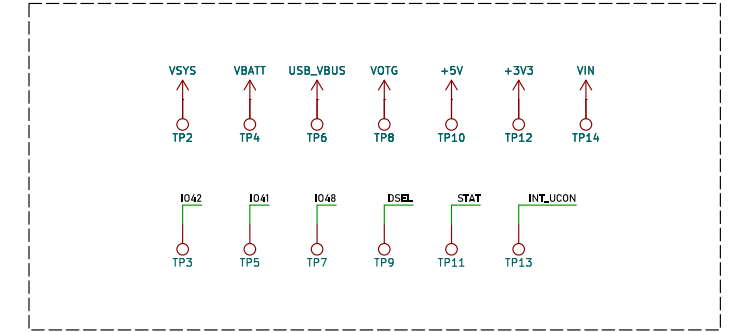 VSYS VBATT USB_VBUS VOTG +5V +3V3 VIN
TP2 TP4 TP6 TP8 TP10 TP12 TP14
IO42 IO41 IO48 DSEL STAT INT_UCON
TP3 TP5 TP7 TP9 TP11 TP13